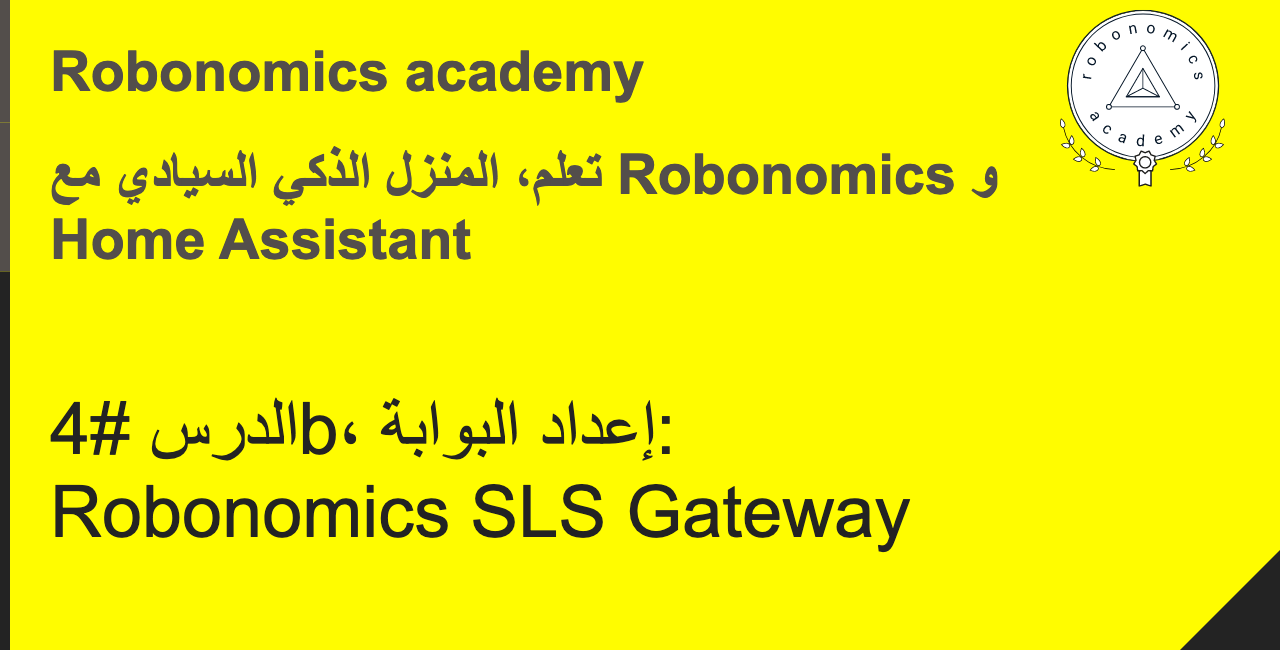 Robonomics academy
تعلم، المنزل الذكي السيادي مع Robonomics و
Home Assistant
الدرس #4b، إعداد البوابة:
Robonomics SLS Gateway
robonomics
academy